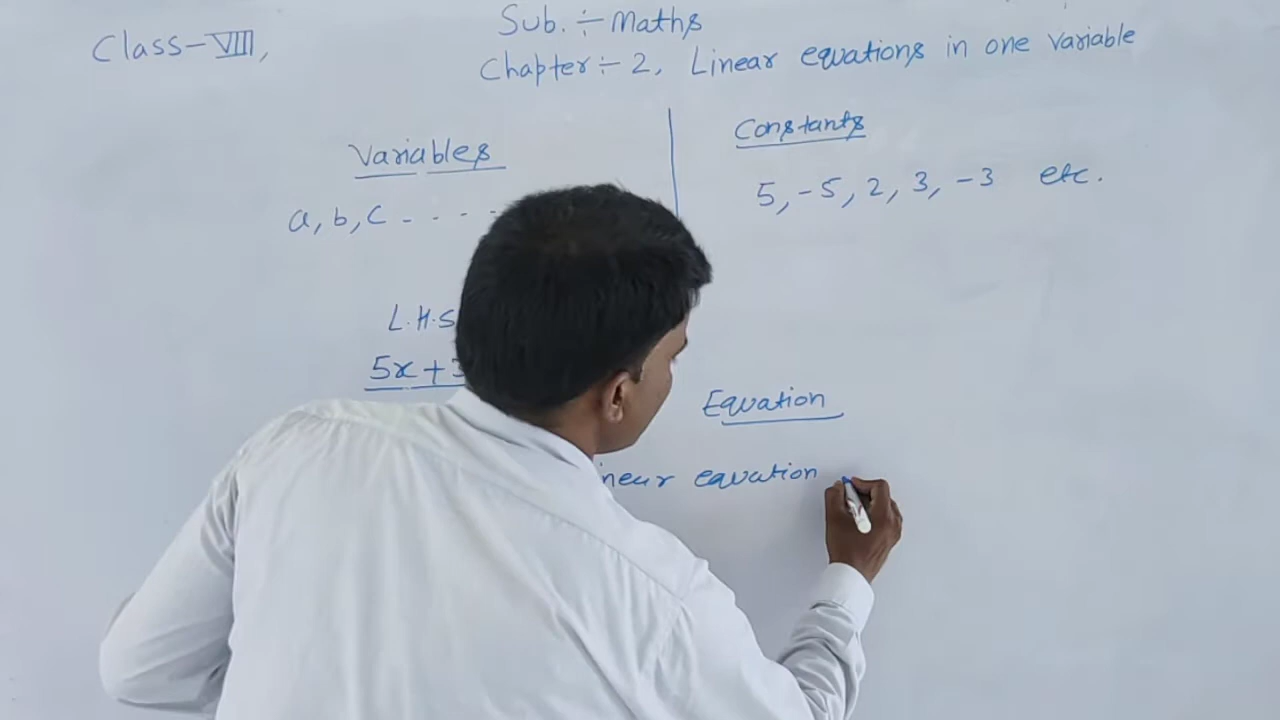 Class-VIII,
Sub. ÷ Maths
Chapter ÷ 2, Linear equations in one variable
Variables
a, b, c - - - -
Constants
5, -5, 2, 3, -3 etc.
L.H.S
5x+3
Equation
near equation